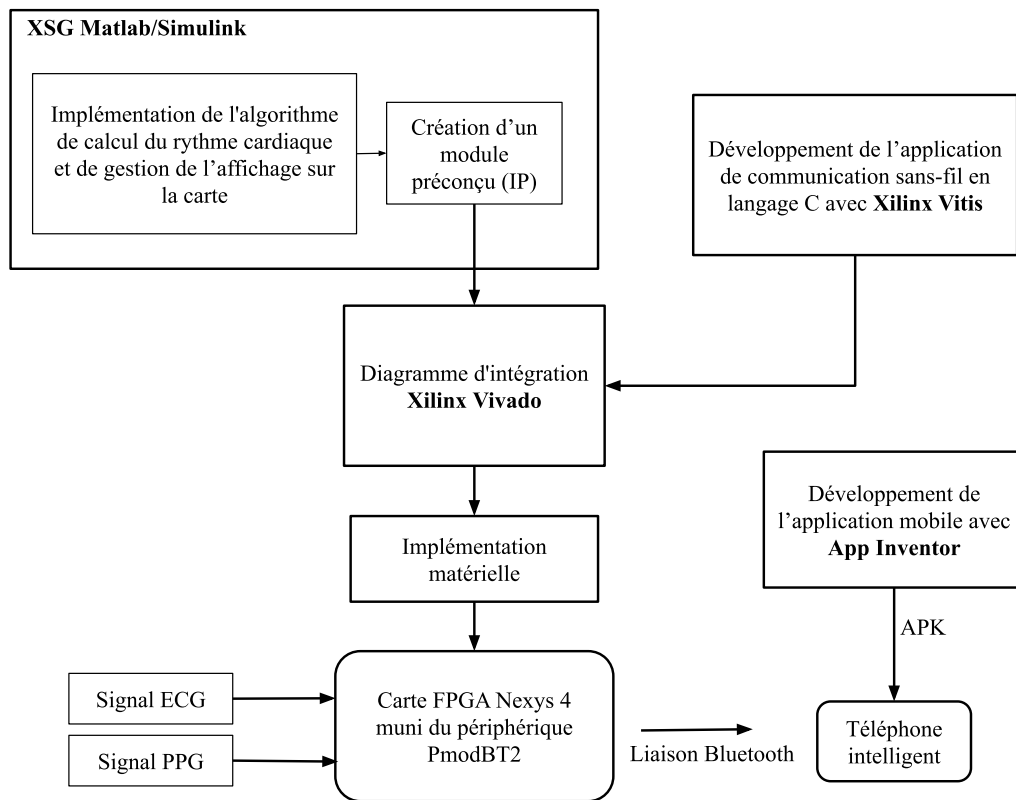 XSG Matlab/Simulink
Implémentation de l'algorithme
de calcul du rythme cardiaque
et de gestion de l’affichage sur
la carte
Création d’un
module
préconçu (IP)
Développement de l’application
de communication sans-fil en
langage C avec Xilinx Vitis
Diagramme d'intégration
Xilinx Vivado
Développement de
l’application mobile avec
App Inventor
Implémentation
matérielle
APK
Signal ECG
Signal PPG
Carte FPGA Nexys 4
muni du périphérique
PmodBT2
Liaison Bluetooth
Téléphone
intelligent